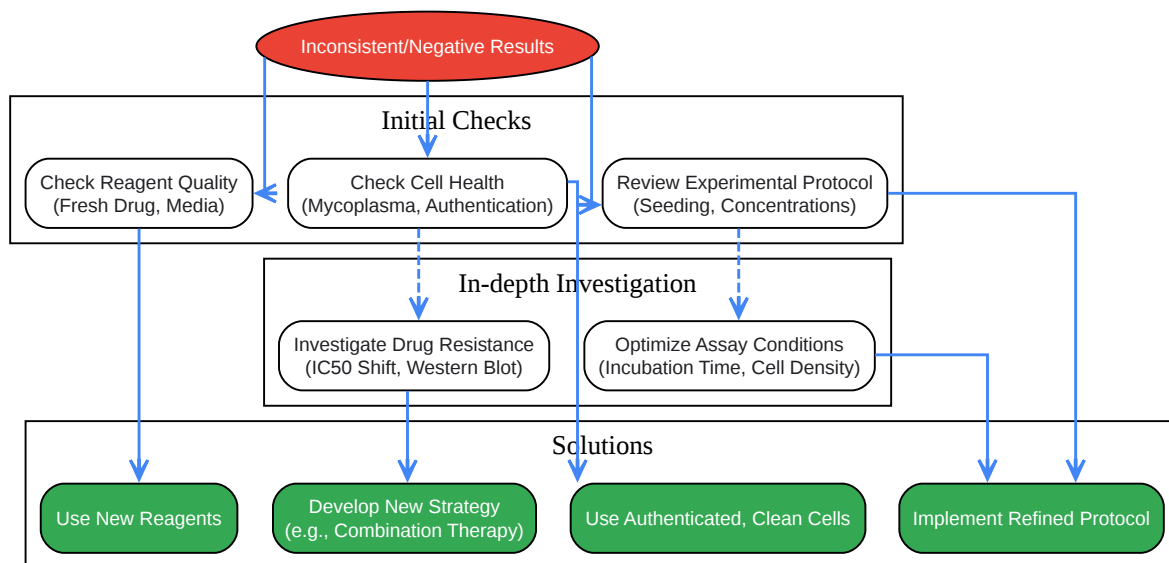 Inconsistent/Negative Results
Initial Checks
Check Reagent Quality
(Fresh Drug, Media)
Check Cell Health
(Mycoplasma, Authentication)
Review Experimental Protocol
(Seeding, Concentrations)
In-depth Investigation
Investigate Drug Resistance
(IC50 Shift, Western Blot)
Optimize Assay Conditions
(Incubation Time, Cell Density)
Solutions
Use New Reagents
Develop New Strategy
(e.g., Combination Therapy)
Use Authenticated, Clean Cells
Implement Refined Protocol